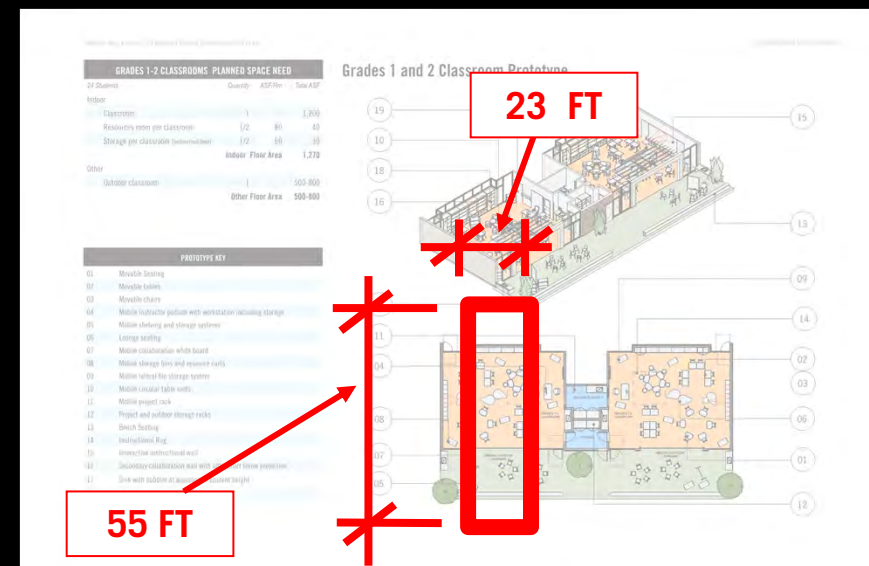 GRADES 1-2 CLASSROOMS PLANNED SPACE NEED
24 Students Quantity ASF/Rm Total ASF
Indoor
Classroom 1 1,200
Resources room per classroom 1/2 80 40
Storage per classroom 1/2 60 30
Indoor Floor Area 1,270
Other
Outdoor classroom 1 500-800
Other Floor Area 500-800
PROTOTYPE KEY
01 Movable Seating
02 Movable tables
03 Movable chairs
04 Mobile instructor podium with workstation including storage
05 Mobile shelving and storage systems
06 Lounge seating
07 Mobile collaboration white board
08 Mobile storage bins and resource carts
09 Mobile lateral file storage system
10 Mobile circular table units
11 Mobile project rack
12 Project and outdoor storage racks
13 Bench Seating
14 Instructional Rug
15 Interactive instructional wall
16 Secondary collaboration wall with
17 Sink with bubbler at student height
55 FT
Grades 1 and 2 Classroom Prototype
23 FT
19
10
18
16
15
13
11
04
08
07
05
09
14
02
03
06
01
12